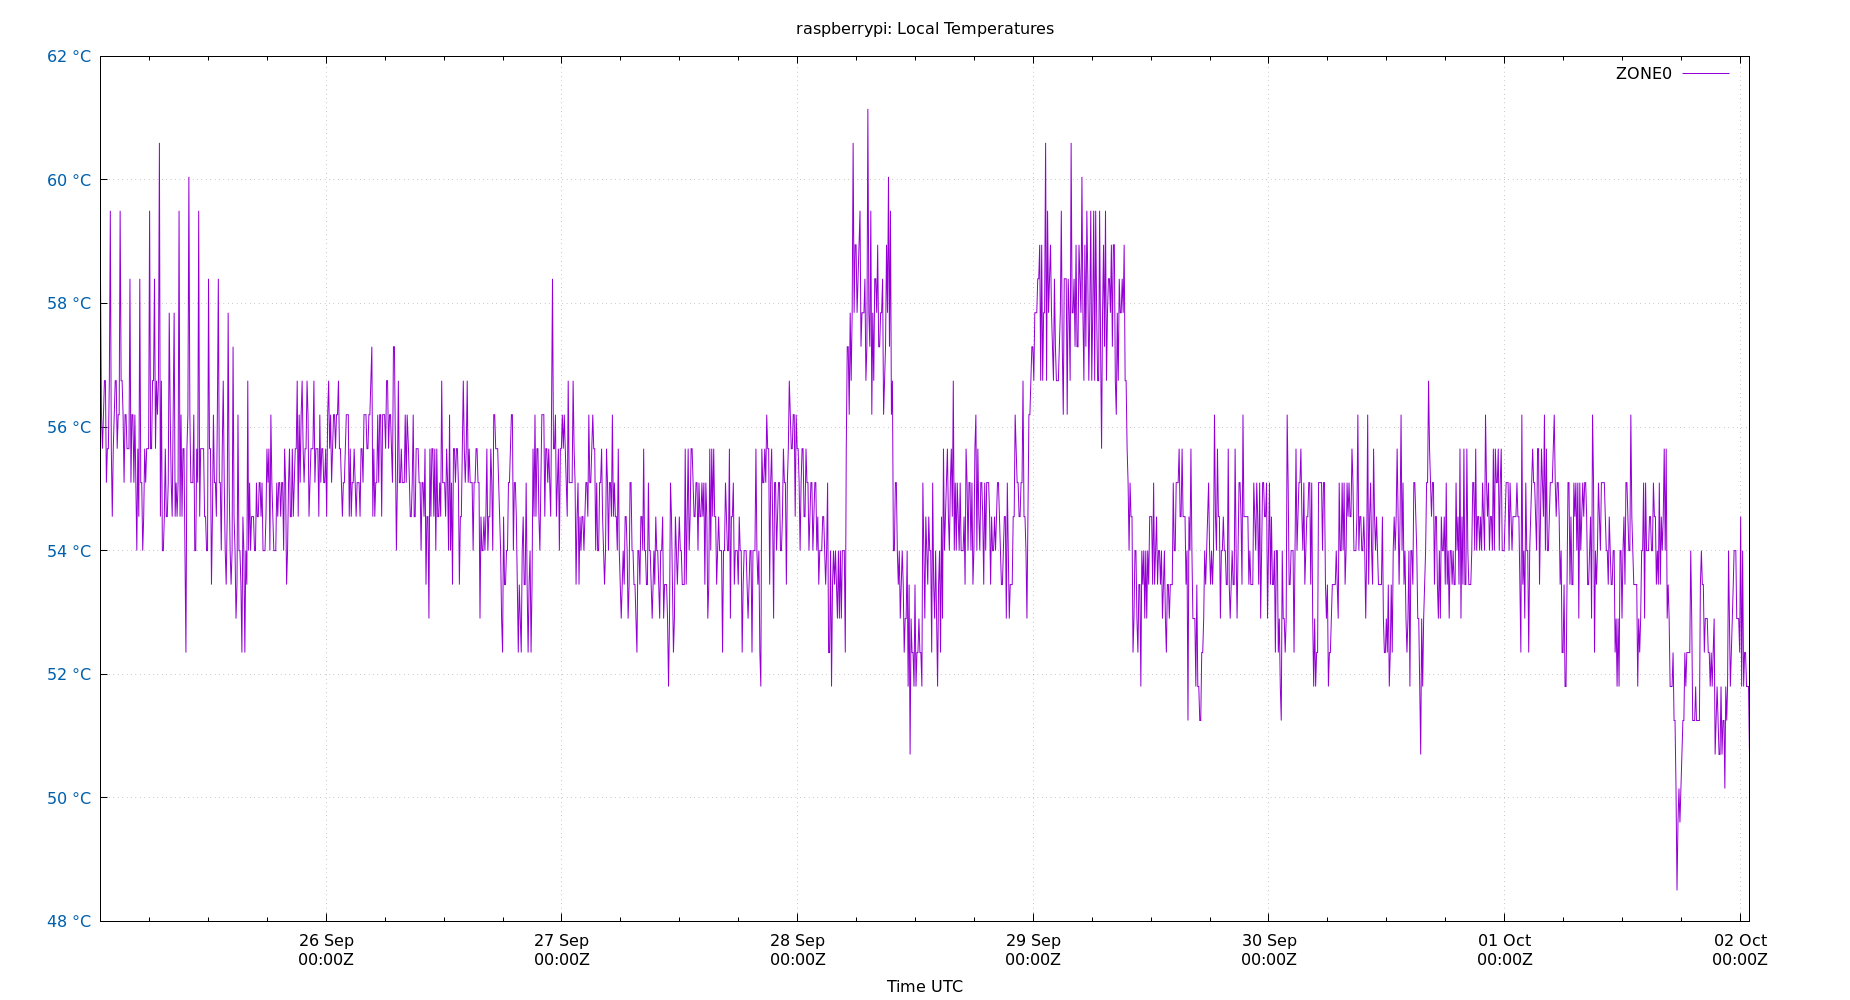 raspberrypi: Local Temperatures
62 °C
ZONE0
60 °C
58 °C
56 °C
54 °C
52 °C
50 °C
48 °C
26 Sep 27 Sep 28 Sep 29 Sep 30 Sep 01 Oct 02 Oct
00:00Z 00:00Z 00:00Z 00:00Z 00:00Z 00:00Z 00:00Z
Time UTC